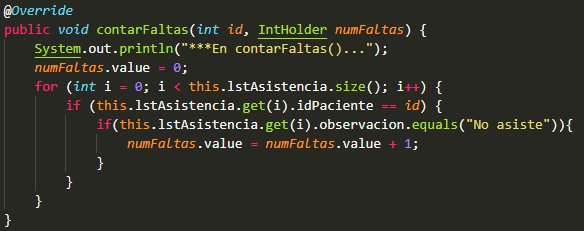 @Override
public void contarFaltas(int id, IntHolder numFaltas) {
    System.out.println("***En contarFaltas()...");
    numFaltas.value = 0;
    for (int i = 0; i < this.lstAsistencia.size(); i++) {
        if (this.lstAsistencia.get(i).idPaciente == id) {
            if(this.lstAsistencia.get(i).observacion.equals("No asiste")){
                numFaltas.value = numFaltas.value + 1;
            }
        }
    }
}